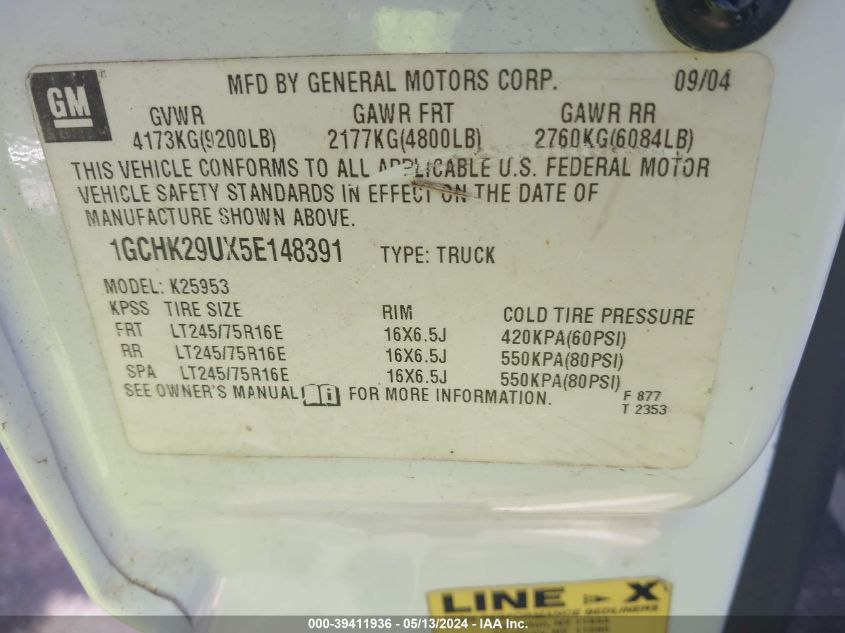 GM
MFD BY GENERAL MOTORS CORP. 09/04
GVWR GAWR FRT GAWR RR
4173KG(9200LB) 2177KG(4800LB) 2760KG(6084LB)
THIS VEHICLE CONFORMS TO ALL APPLICABLE U.S. FEDERAL MOTOR
VEHICLE SAFETY STANDARDS IN EFFECT ON THE DATE OF
MANUFACTURE SHOWN ABOVE.
1GCHK29UX5E148391 TYPE: TRUCK
MODEL: K25953
KPSS TIRE SIZE RIM COLD TIRE PRESSURE
FRT LT245/75R16E 16X6.5J 420KPA(60PSI)
RR LT245/75R16E 16X6.5J 550KPA(80PSI)
SPA LT245/75R16E 16X6.5J 550KPA(80PSI)
SEE OWNER'S MANUAL FOR MORE INFORMATION.
F 877
T 2353
LINE-X
BEDLINERS
000-39411936 - 05/13/2024 - IAA Inc.